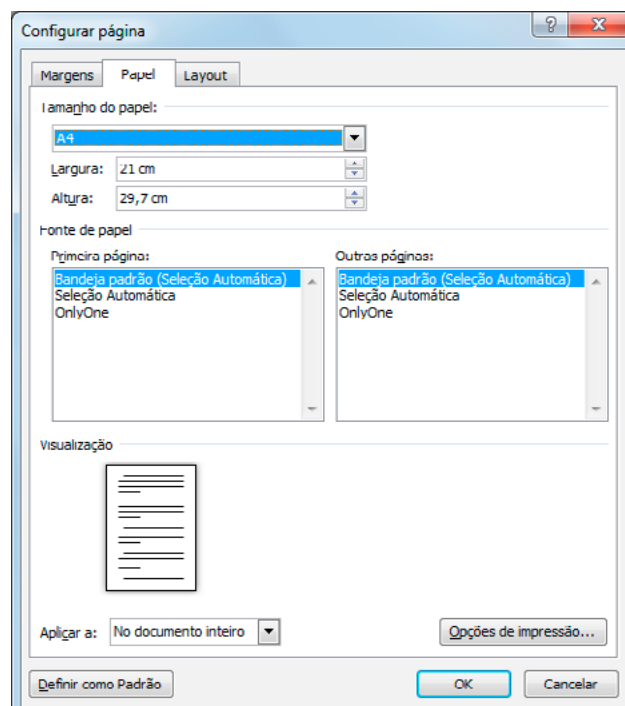 Configurar página
Margens Papel Layout
Tamanho do papel:
A4
Largura: 21 cm
Altura: 29,7 cm
Fonte de papel
Primeira página: Outras páginas:
Bandeja padrão (Seleção Automática) Bandeja padrão (Seleção Automática)
Seleção Automática Seleção Automática
OnlyOne OnlyOne
Visualização
Aplicar a: No documento inteiro Opções de impressão...
Definir como Padrão OK Cancelar